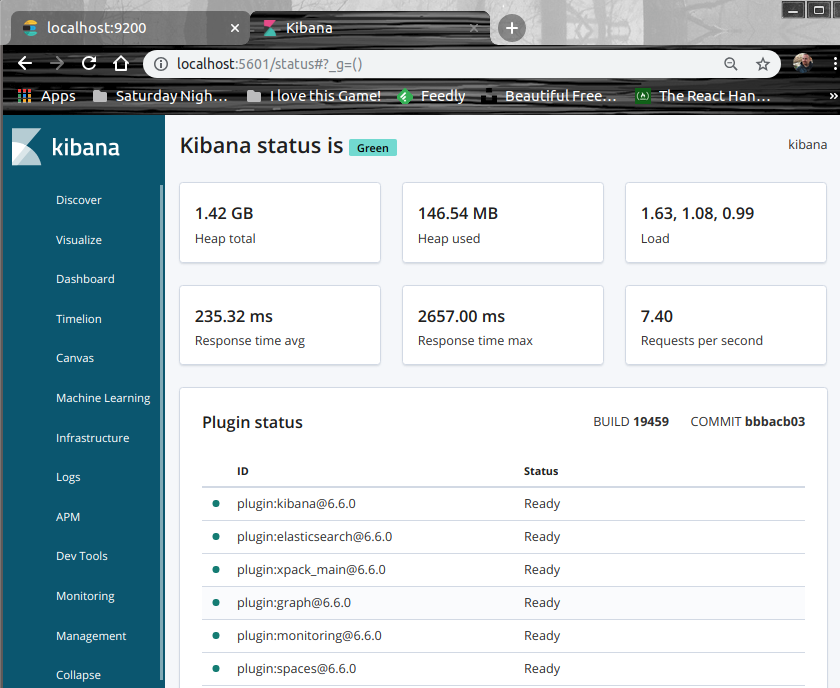 localhost:9200
Kibana
localhost:5601/status#?_g=()
Apps
Saturday Nigh…
I love this Game!
Feedly
Beautiful Free…
The React Han…
»
kibana
Discover
Visualize
Dashboard
Timelion
Canvas
Machine Learning
Infrastructure
Logs
APM
Dev Tools
Monitoring
Management
Collapse
Kibana status is Green
kibana
1.42 GB
Heap total
146.54 MB
Heap used
1.63, 1.08, 0.99
Load
235.32 ms
Response time avg
2657.00 ms
Response time max
7.40
Requests per second
Plugin status
BUILD 19459
COMMIT bbbacb03
ID Status
plugin:kibana@6.6.0 Ready
plugin:elasticsearch@6.6.0 Ready
plugin:xpack_main@6.6.0 Ready
plugin:graph@6.6.0 Ready
plugin:monitoring@6.6.0 Ready
plugin:spaces@6.6.0 Ready